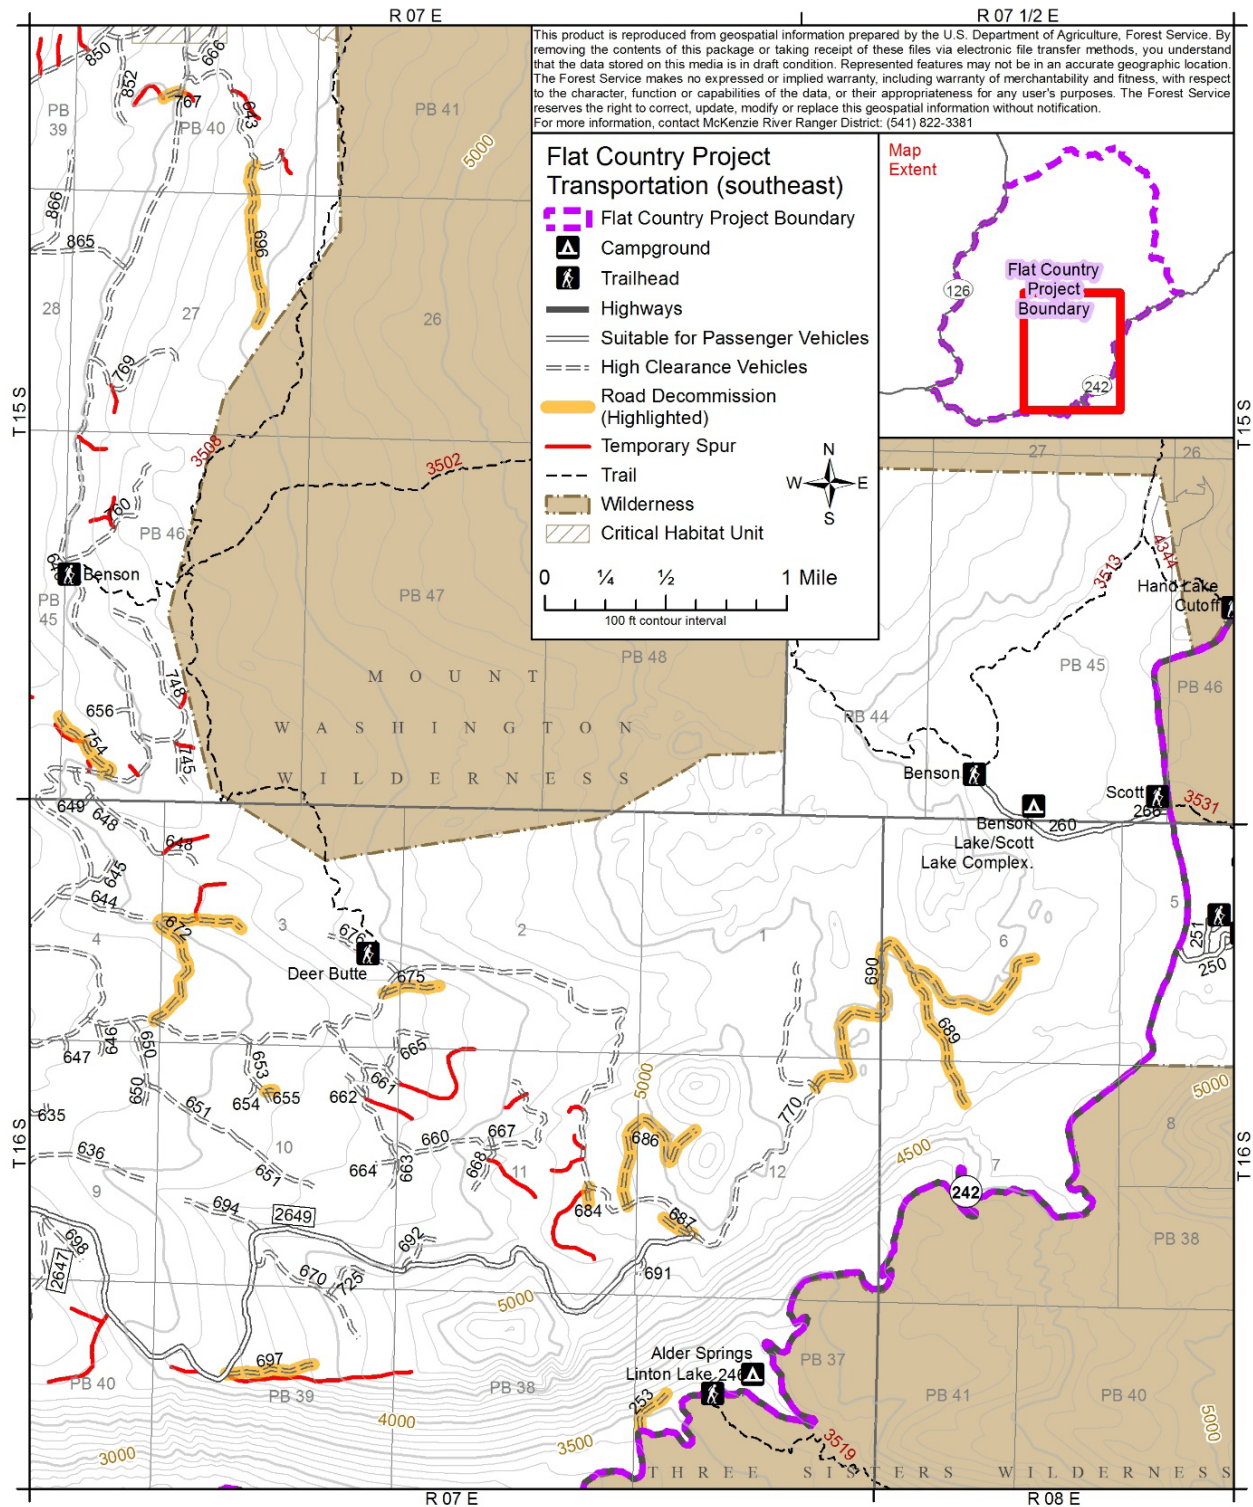 R 07 E
R 07 1/2 E
This product is reproduced from geospatial information prepared by the U.S. Department of Agriculture, Forest Service. By
removing the contents of this package or taking receipt of these files via electronic file transfer methods, you understand
that the data stored on this media is in draft condition. Represented features may not be in an accurate geographic location.
The Forest Service makes no expressed or implied warranty, including warranty of merchantability and fitness, with respect
to the character, function or capabilities of the data, or their appropriateness for any user's purposes. The Forest Service
reserves the right to correct, update, modify or replace this geospatial information without notification.
For more information, contact McKenzie River Ranger District: (541) 822-3381
Flat Country Project
Transportation (southeast)
Flat Country Project Boundary
Campground
Trailhead
Highways
Suitable for Passenger Vehicles
High Clearance Vehicles
Road Decommission
(Highlighted)
Temporary Spur
Trail
Wilderness
Critical Habitat Unit
N
W
E
S
0
¼
½
1 Mile
100 ft contour interval
Map
Extent
Flat Country
Project
Boundary
126
242
850
852
666
767
643
PB
39
PB 40
PB 41
5000
866
865
999
28
27
26
769
T 15 S
T 15 S
3508
3502
760
PB 46
Benson
PB
45
PB 47
PB 48
27
26
3513
4344
Hand Lake
Cutoff
PB 45
PB 46
PB 44
MOUNT
WASHINGTON
WILDERNESS
748
656
754
745
Benson
Scott
266
3531
Benson
Lake/Scott
Lake Complex.
260
649
648
648
645
644
672
4
3
2
1
6
5
676
Deer Butte
675
690
689
251
250
646
647
650
650
653
654
655
665
661
662
651
651
635
636
10
9
660
667
664
663
668
11
686
5000
770
12
684
687
4500
7
8
5000
242
694
2649
698
2647
692
670
725
691
5000
PB 38
697
PB 40
PB 39
PB 38
PB 37
PB 41
PB 40
Alder Springs
Linton Lake
253
3519
4000
3500
3000
5000
THREE SISTERS WILDERNESS
T 16 S
T 16 S
R 07 E
R 08 E